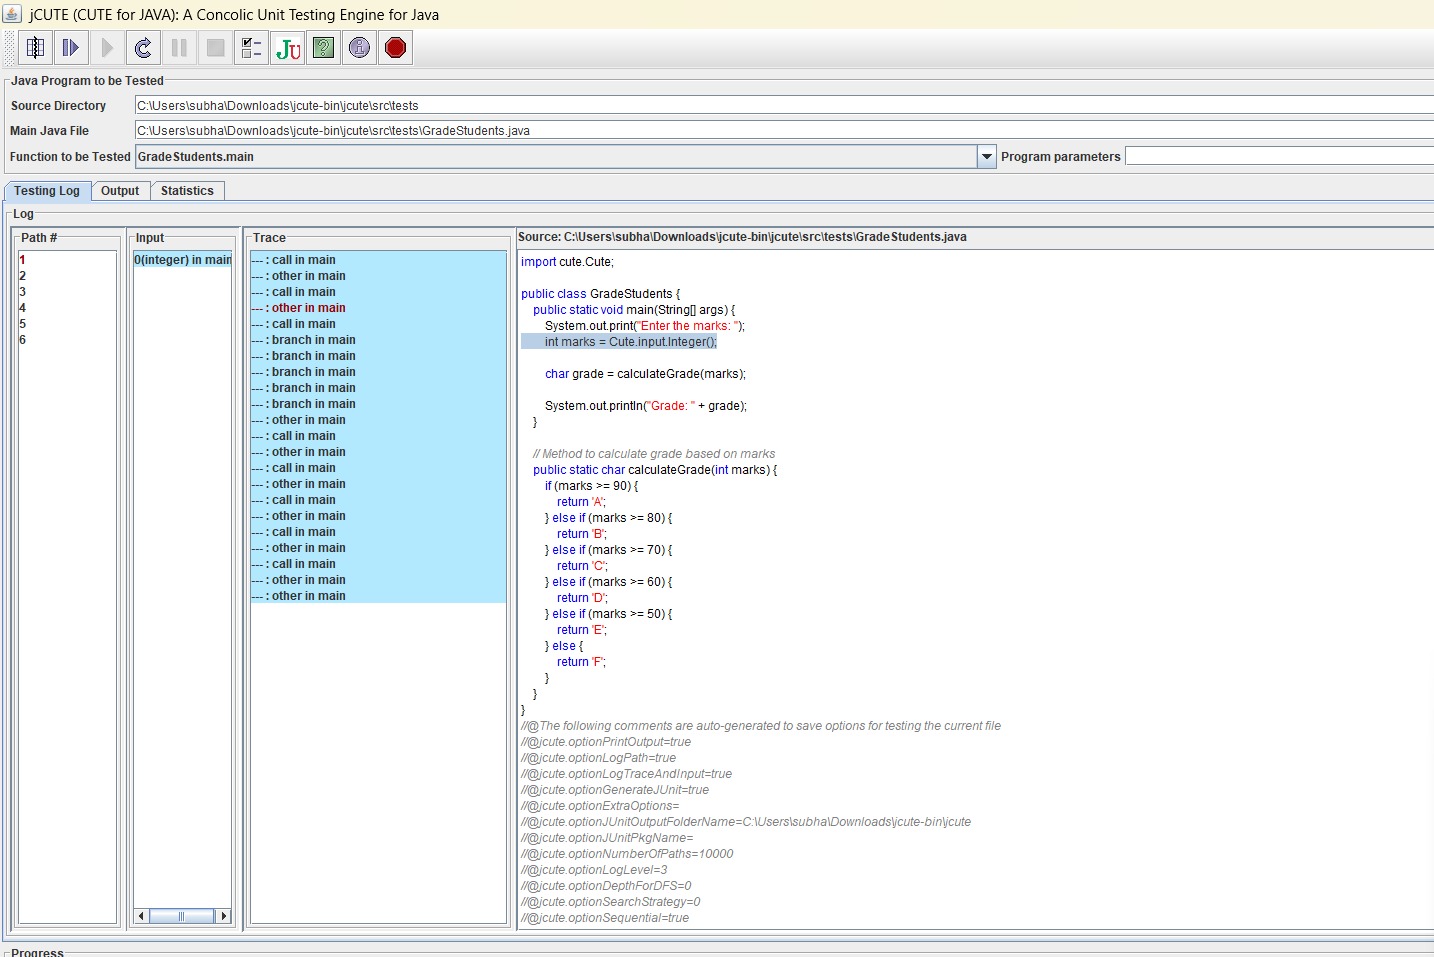 jCUTE (CUTE for JAVA): A Concolic Unit Testing Engine for Java
JU ?
Java Program to be Tested
Source Directory C:\Users\subha\Downloads\jcute-bin\jcute\src\tests
Main Java File C:\Users\subha\Downloads\jcute-bin\jcute\src\tests\GradeStudents.java
Function to be Tested GradeStudents.main Program parameters
Testing Log Output Statistics
Log
Path #
1
2
3
4
5
6
Input
0(integer) in main
Trace
--- : call in main
--- : other in main
--- : call in main
--- : other in main
--- : call in main
--- : branch in main
--- : branch in main
--- : branch in main
--- : branch in main
--- : branch in main
--- : other in main
--- : call in main
--- : other in main
--- : call in main
--- : other in main
--- : call in main
--- : other in main
--- : call in main
--- : other in main
--- : call in main
--- : other in main
--- : other in main
Source: C:\Users\subha\Downloads\jcute-bin\jcute\src\tests\GradeStudents.java
import cute.Cute;
public class GradeStudents {
public static void main(String[] args) {
System.out.print("Enter the marks: ");
int marks = Cute.input.Integer();
char grade = calculateGrade(marks);
System.out.println("Grade: " + grade);
}
// Method to calculate grade based on marks
public static char calculateGrade(int marks) {
if (marks >= 90) {
return 'A';
} else if (marks >= 80) {
return 'B';
} else if (marks >= 70) {
return 'C';
} else if (marks >= 60) {
return 'D';
} else if (marks >= 50) {
return 'E';
} else {
return 'F';
}
}
}
//@The following comments are auto-generated to save options for testing the current file
//@jcute.optionPrintOutput=true
//@jcute.optionLogPath=true
//@jcute.optionLogTraceAndInput=true
//@jcute.optionGenerateJUnit=true
//@jcute.optionExtraOptions=
//@jcute.optionJUnitOutputFolderName=C:\Users\subha\Downloads\jcute-bin\jcute
//@jcute.optionJUnitPkgName=
//@jcute.optionNumberOfPaths=10000
//@jcute.optionLogLevel=3
//@jcute.optionDepthForDFS=0
//@jcute.optionSearchStrategy=0
//@jcute.optionSequential=true
Progress